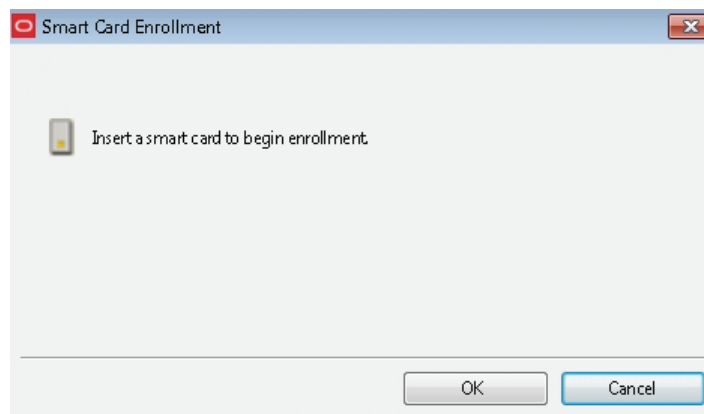 Smart Card Enrollment
Insert a smart card to begin enrollment.
OK
Cancel